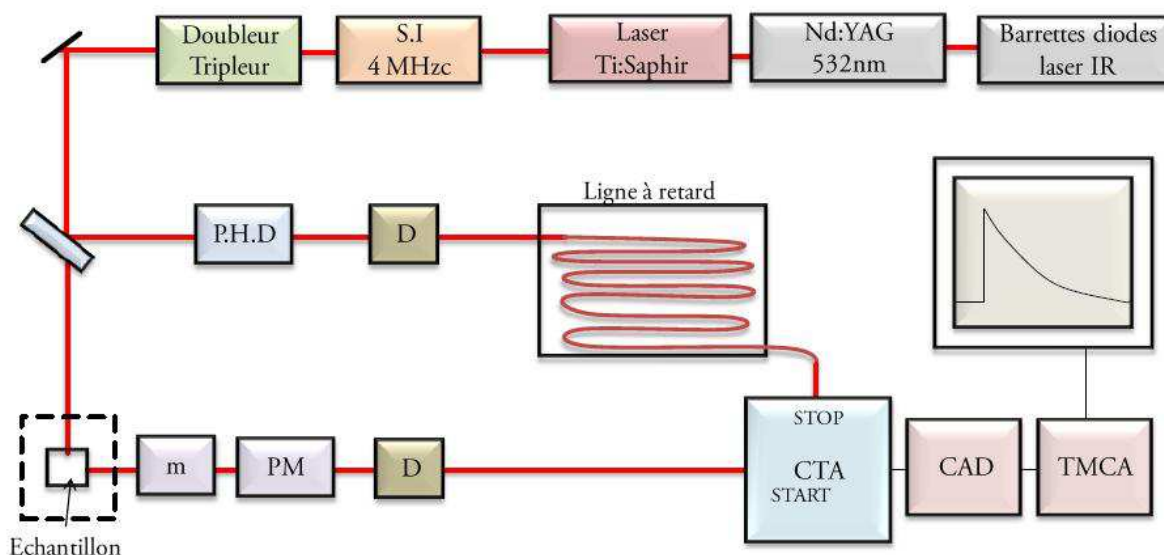 Doubleur
Tripleur
S.I
4 MHzc
Laser
Ti:Saphir
Nd:YAG
532nm
Barrettes diodes
laser IR
Ligne à retard
P.H.D
D
STOP
CTA
START
CAD
TMCA
m
PM
D
Echantillon